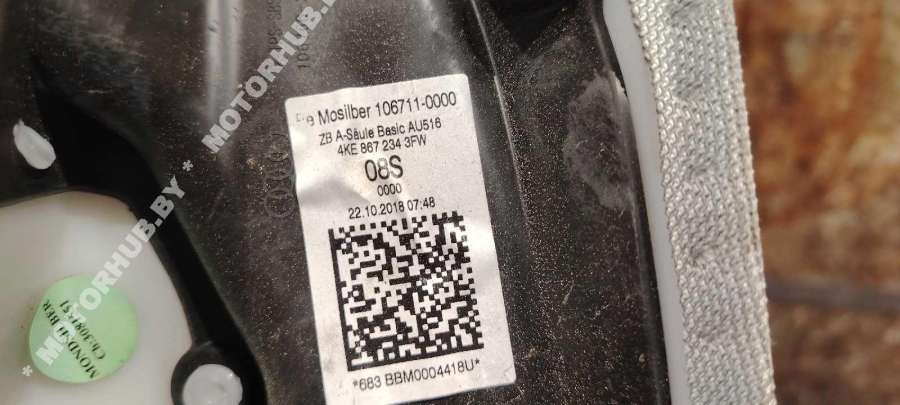 Mosilber 106711-0000
ZB A-Säule Basic AU516
4KE 867 234 3FW
08S
0000
22.10.2018 07:48
*683 BBM0004418U*
MONDSILBER
* MOTORHUB.BY * MOTORHUB.BY *